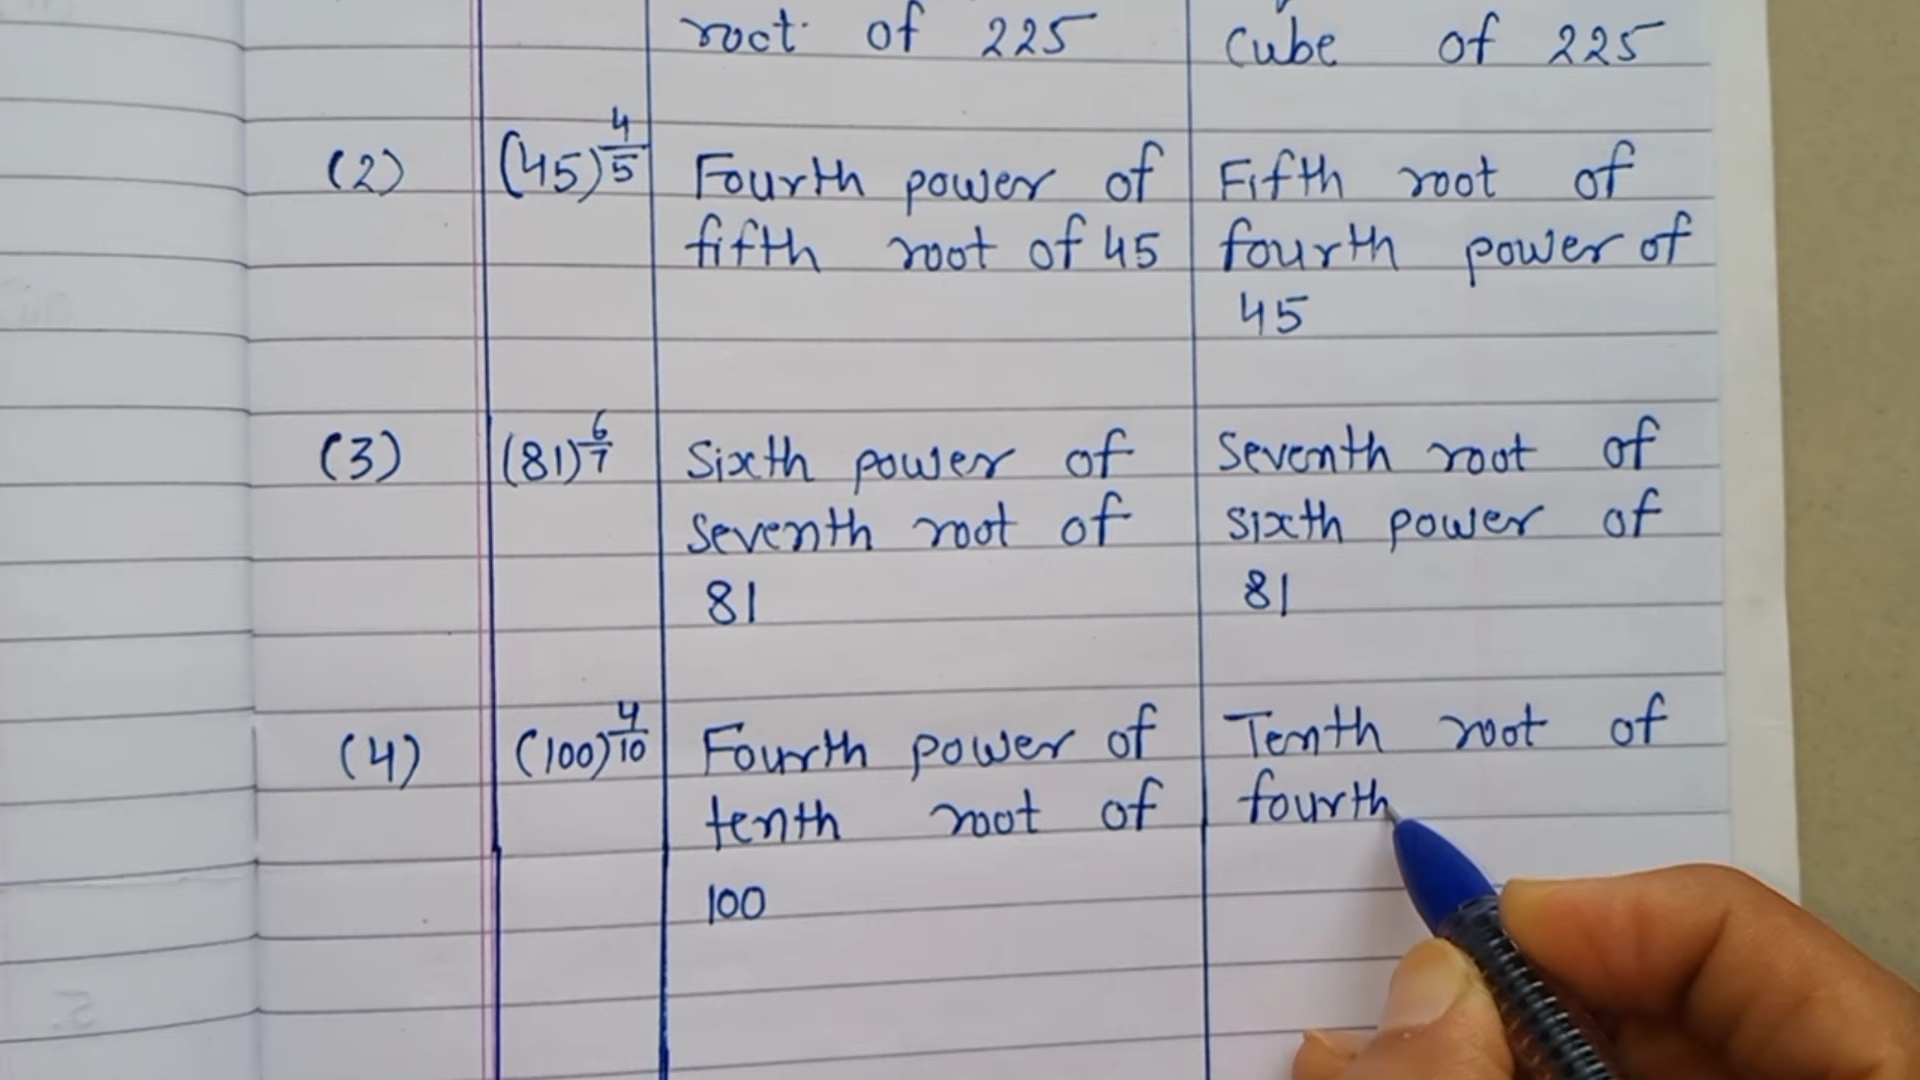 root of 225
Cube of 225
(2)
(45)^4/5
Fourth power of
fifth root of 45
Fifth root of
fourth power of
45
(3)
(81)^6/7
Sixth power of
seventh root of
81
Seventh root of
sixth power of
81
(4)
(100)^4/10
Fourth power of
tenth root of
100
Tenth root of
fourth